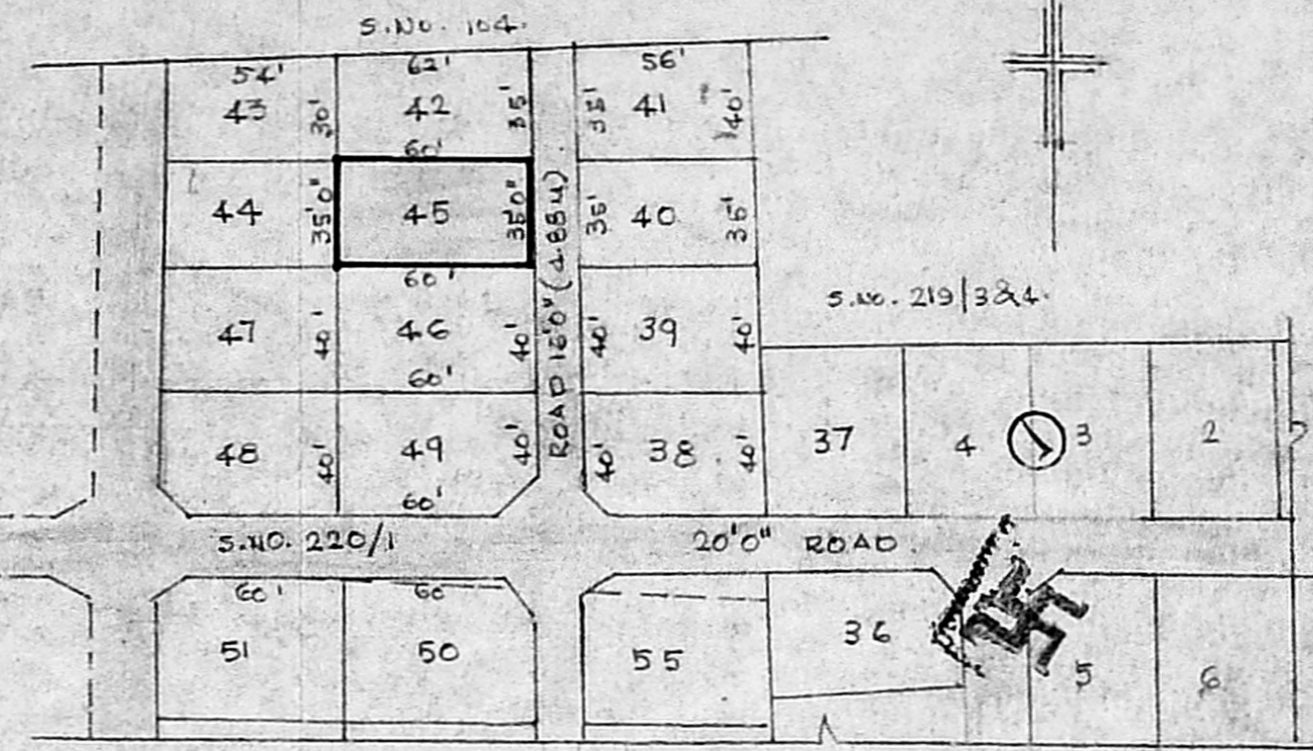 S.NO. 104.
54' 62' 56'
43 30' 42 35' 35' 41 40'
60'
44 35'0" 45 35'0" 35' 40 35'
60'
ROAD 16'0" (4.88M)
S.NO. 219/3&4.
47 40' 46 40' 40' 39 40'
60'
37 4 3 2
48 40' 49 40' 40' 38 40'
60'
S.NO. 220/1 20'0" ROAD
60' 60
51 50 55 36 5 6